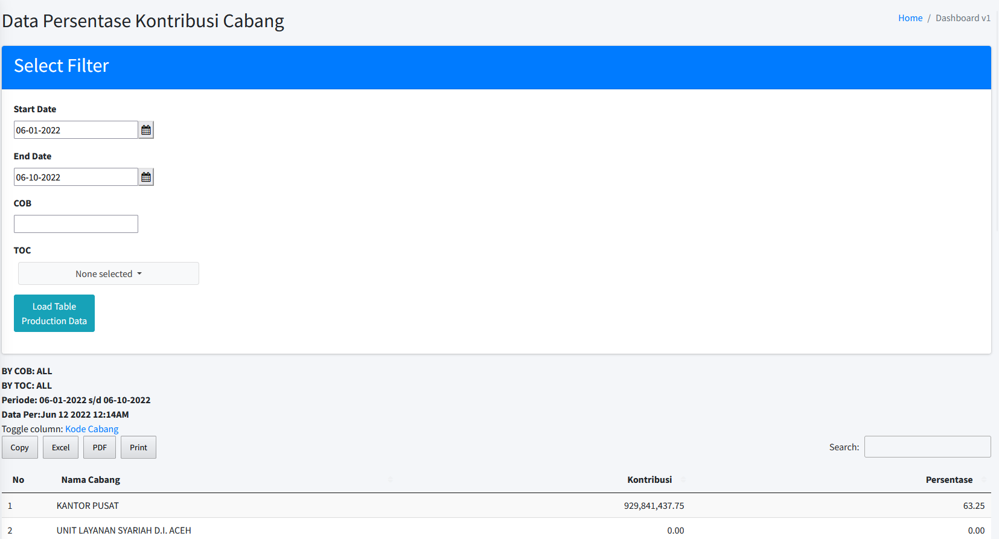 Data Persentase Kontribusi Cabang
Home / Dashboard v1
Select Filter
Start Date
06-01-2022
End Date
06-10-2022
COB
TOC
None selected
Load Table
Production Data
BY COB: ALL
BY TOC: ALL
Periode: 06-01-2022 s/d 06-10-2022
Data Per:Jun 12 2022 12:14AM
Toggle column: Kode Cabang
Copy Excel PDF Print Search:
No Nama Cabang Kontribusi Persentase
1 KANTOR PUSAT 929,841,437.75 63.25
2 UNIT LAYANAN SYARIAH D.I. ACEH 0.00 0.00